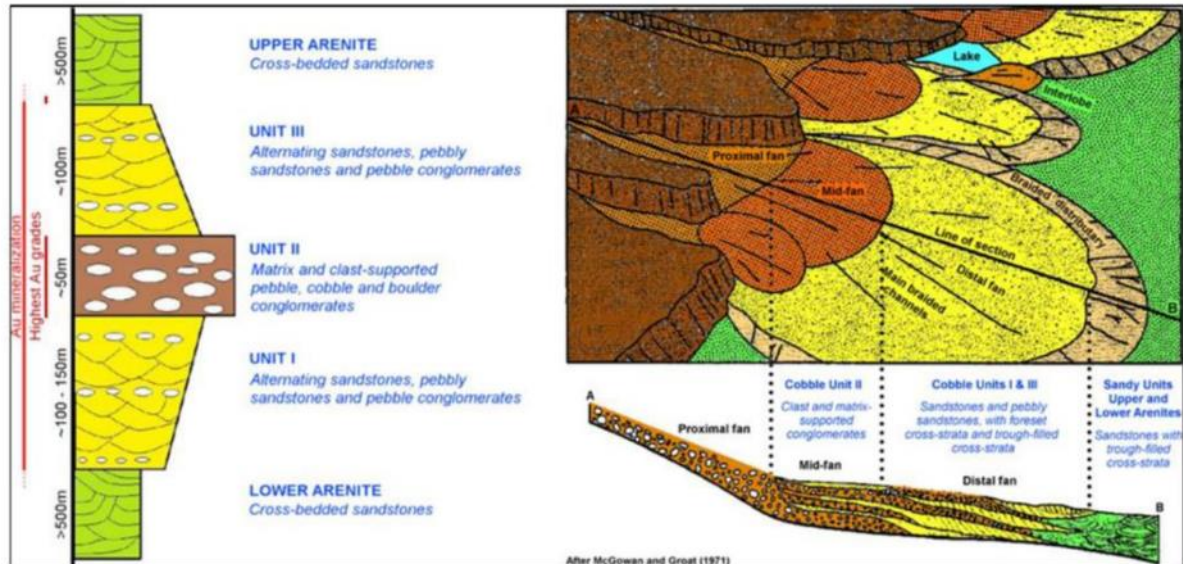 UPPER ARENITE
Cross-bedded sandstones
UNIT III
Alternating sandstones, pebbly
sandstones and pebble conglomerates
UNIT II
Matrix and clast-supported
pebble, cobble and boulder
conglomerates
UNIT I
Alternating sandstones, pebbly
sandstones and pebble conglomerates
LOWER ARENITE
Cross-bedded sandstones
>500m
~100m
~50m
~100 - 150m
>500m
Au mineralization
Highest Au grades
A
Proximal fan
Mid-fan
Lake
Interlobe
Braided distributary
Line of section
Distal fan
Main braided
channels
B
Cobble Unit II
Clast and matrix-
supported
conglomerates
Cobble Units I & III
Sandstones and pebbly
sandstones, with foreset
cross-strata and trough-filled
cross-strata
Sandy Units
Upper and
Lower Arenites
Sandstones with
trough-filled
cross-strata
A
Proximal fan
Mid-fan
Distal fan
B
After McGowan and Groat (1971)